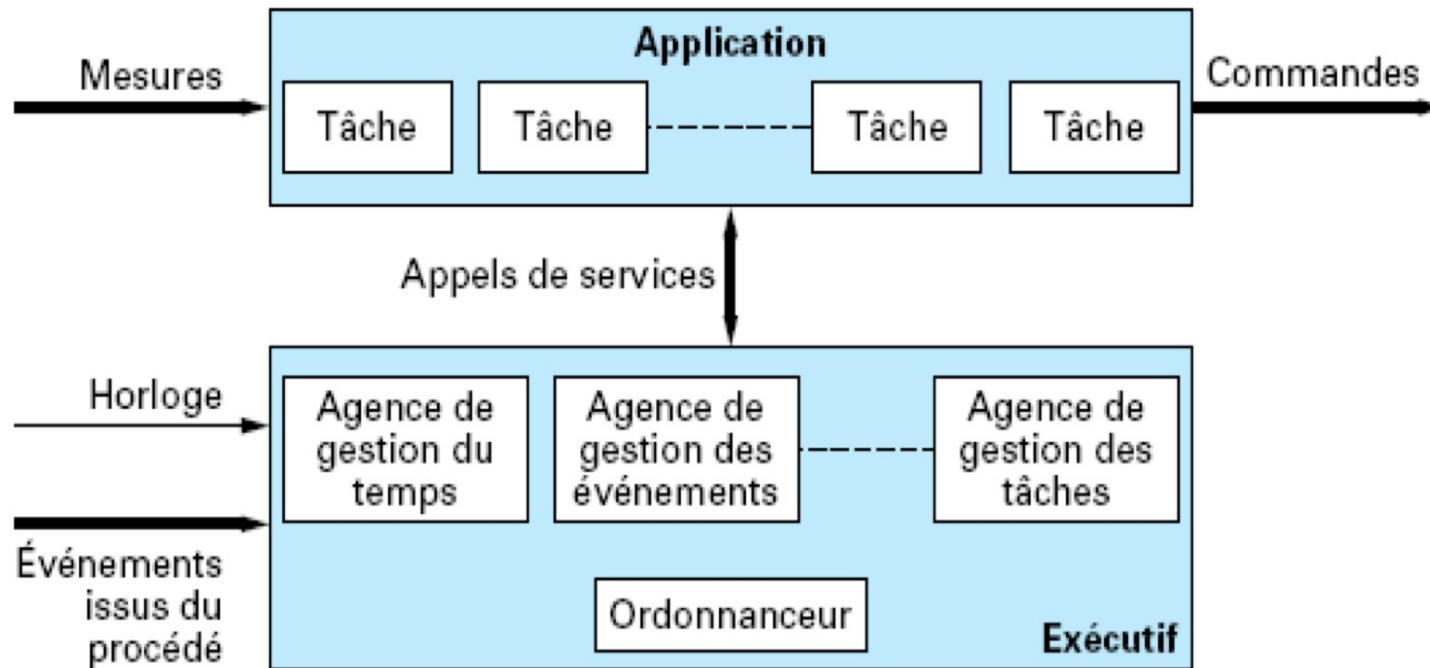 Application
Mesures
Commandes
Tâche
Tâche
Tâche
Tâche
Appels de services
Horloge
Agence de
gestion du
temps
Agence de
gestion des
événements
Agence de
gestion des
tâches
Événements
issus du
procédé
Ordonnanceur
Exécutif